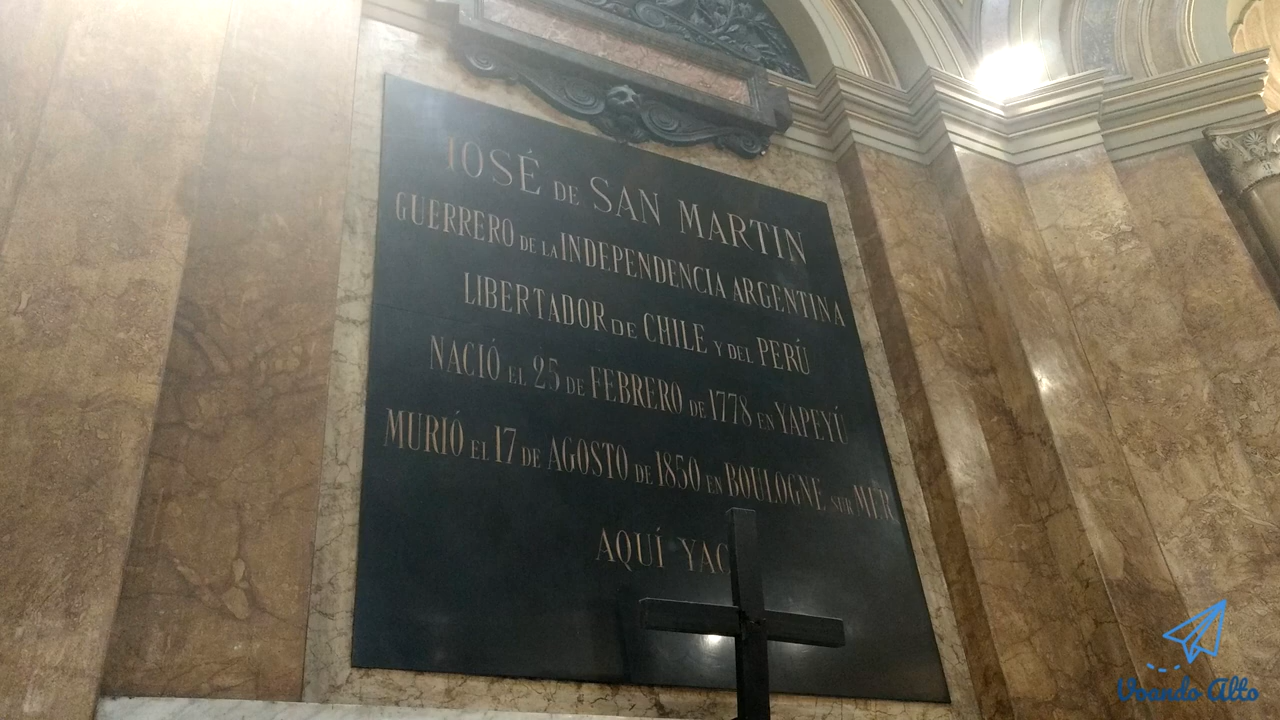 JOSÉ DE SAN MARTIN
GUERRERO DE LA INDEPENDENCIA ARGENTINA
LIBERTADOR DE CHILE Y DEL PERÚ
NACIÓ EL 25 DE FEBRERO DE 1778 EN YAPEYÚ
MURIÓ EL 17 DE AGOSTO DE 1850 EN BOULOGNE SUR MER
AQUÍ YAC
Voando Alto